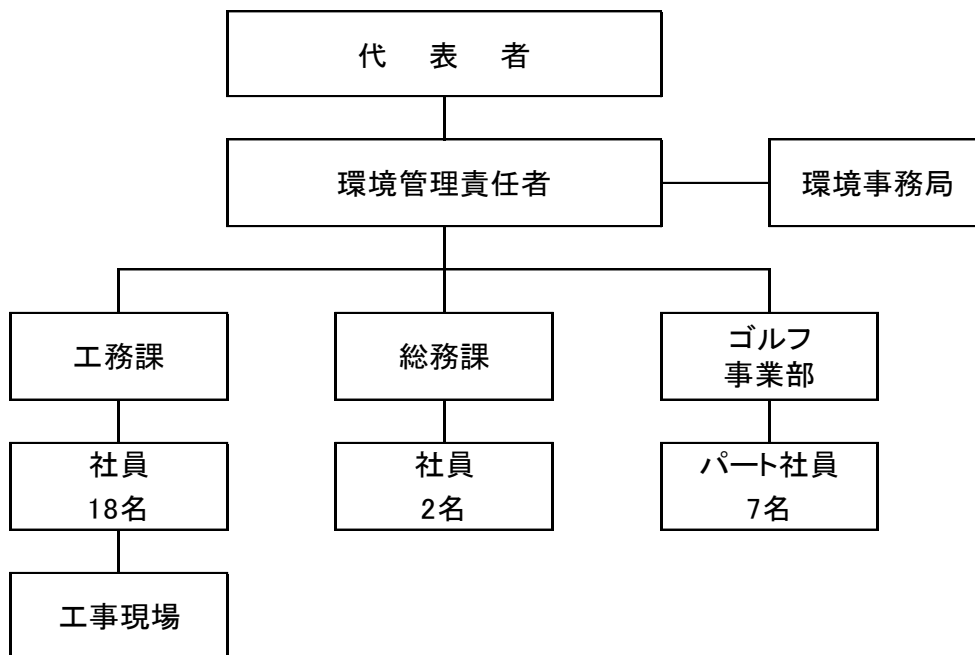 代 表 者
環境管理責任者
環境事務局
工務課
総務課
ゴルフ
事業部
社員
18名
社員
2名
パート社員
7名
工事現場